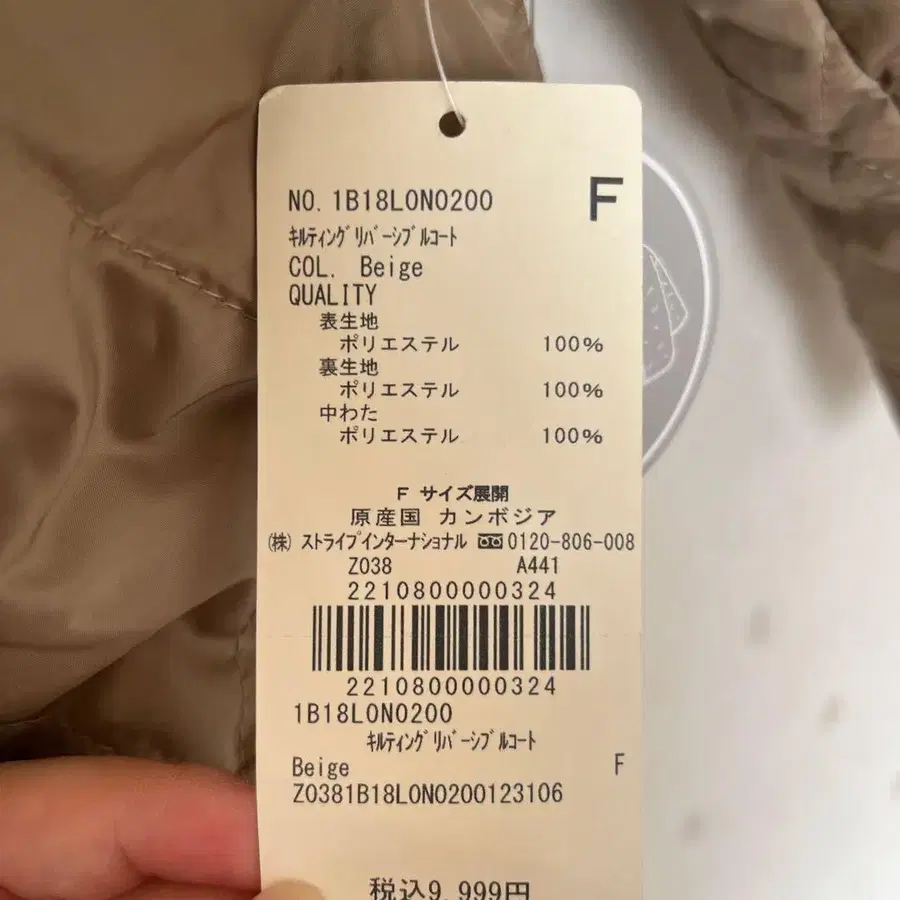 NO. 1B18L0N0200 F
ｷﾙﾃｨﾝｸﾞﾘﾊﾞｰｼﾌﾞﾙｺｰﾄ
COL. Beige
QUALITY
表生地
ポリエステル 100%
裏生地
ポリエステル 100%
中わた
ポリエステル 100%
F サイズ展開
原産国 カンボジア
㈱ ストライプインターナショナル 0120-806-008
Z038 A441
2210800000324
2210800000324
1B18L0N0200
ｷﾙﾃｨﾝｸﾞﾘﾊﾞｰｼﾌﾞﾙｺｰﾄ
Beige F
Z0381B18L0N0200123106
税込9,999円